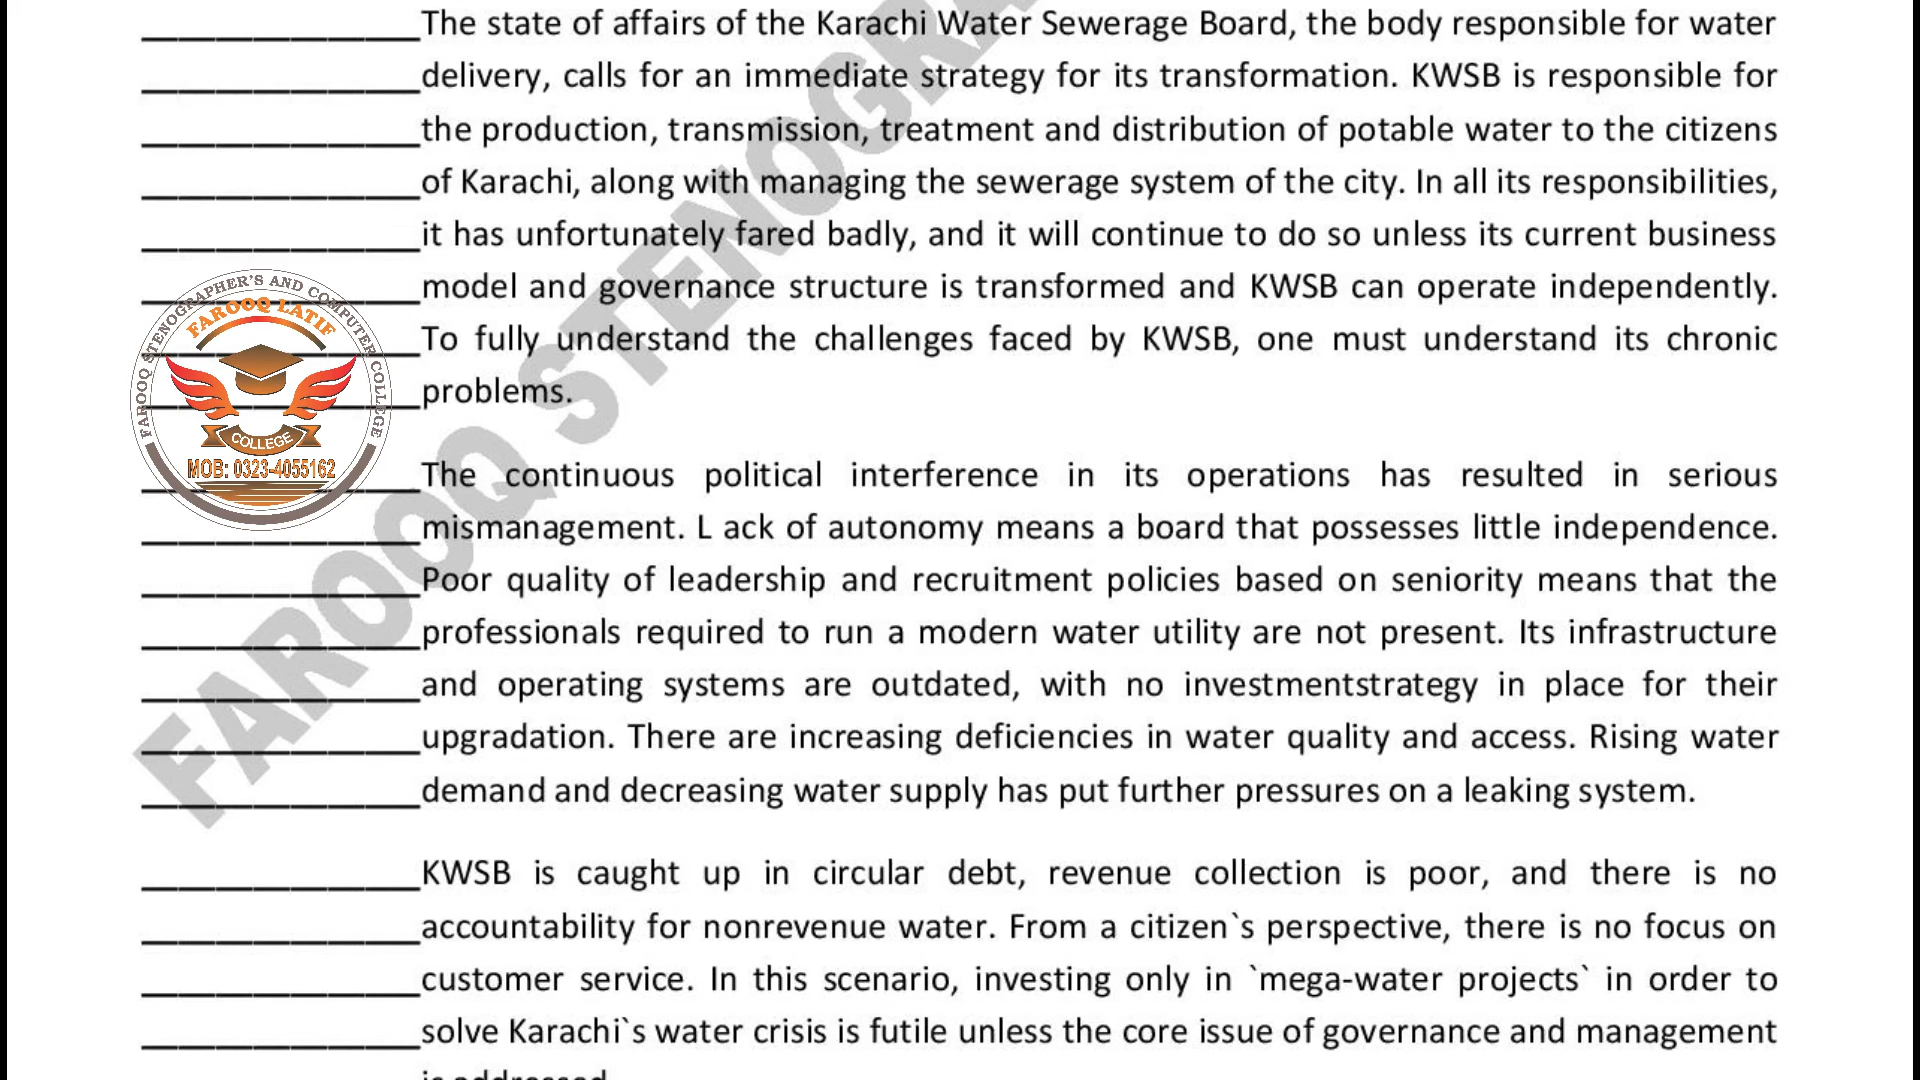 The state of affairs of the Karachi Water Sewerage Board, the body responsible for water
delivery, calls for an immediate strategy for its transformation. KWSB is responsible for
the production, transmission, treatment and distribution of potable water to the citizens
of Karachi, along with managing the sewerage system of the city. In all its responsibilities,
it has unfortunately fared badly, and it will continue to do so unless its current business
model and governance structure is transformed and KWSB can operate independently.
To fully understand the challenges faced by KWSB, one must understand its chronic
problems.
FAROOQ STENOGRAPHER'S AND COMPUTER COLLEGE
FAROOQ LATIF
COLLEGE
MOB: 0323-4055162
The continuous political interference in its operations has resulted in serious
mismanagement. L ack of autonomy means a board that possesses little independence.
Poor quality of leadership and recruitment policies based on seniority means that the
professionals required to run a modern water utility are not present. Its infrastructure
and operating systems are outdated, with no investmentstrategy in place for their
upgradation. There are increasing deficiencies in water quality and access. Rising water
demand and decreasing water supply has put further pressures on a leaking system.
KWSB is caught up in circular debt, revenue collection is poor, and there is no
accountability for nonrevenue water. From a citizen`s perspective, there is no focus on
customer service. In this scenario, investing only in `mega-water projects` in order to
solve Karachi`s water crisis is futile unless the core issue of governance and management
is addressed.
FAROOQ STENOGRA